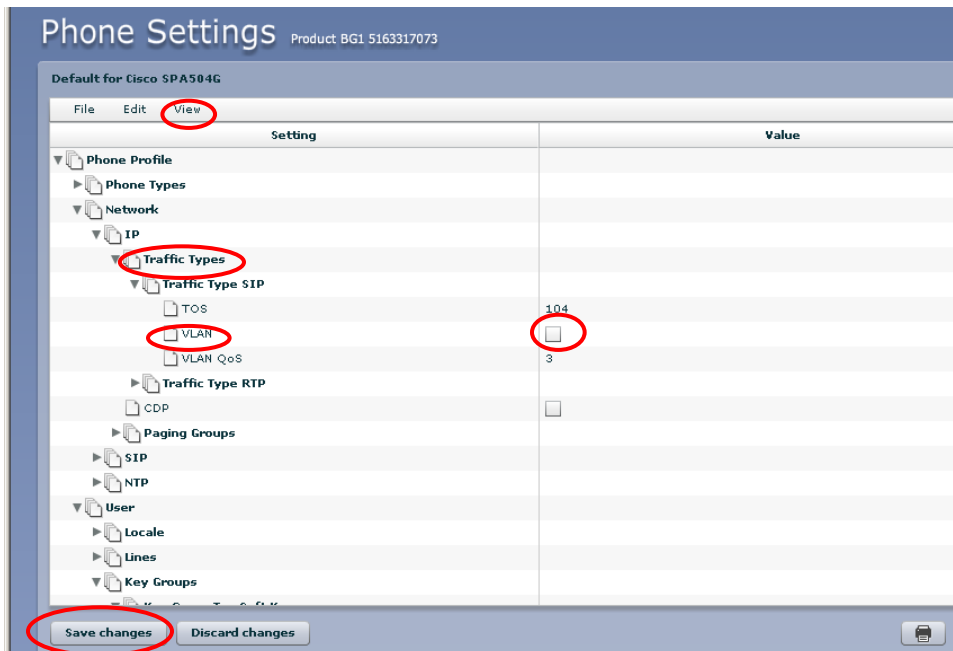 Phone Settings Product BG1 5163317073
Default for Cisco SPA504G
File Edit View
Setting Value
Phone Profile
Phone Types
Network
IP
Traffic Types
Traffic Type SIP
TOS 104
VLAN
VLAN QoS 3
Traffic Type RTP
CDP
Paging Groups
SIP
NTP
User
Locale
Lines
Key Groups
Save changes Discard changes